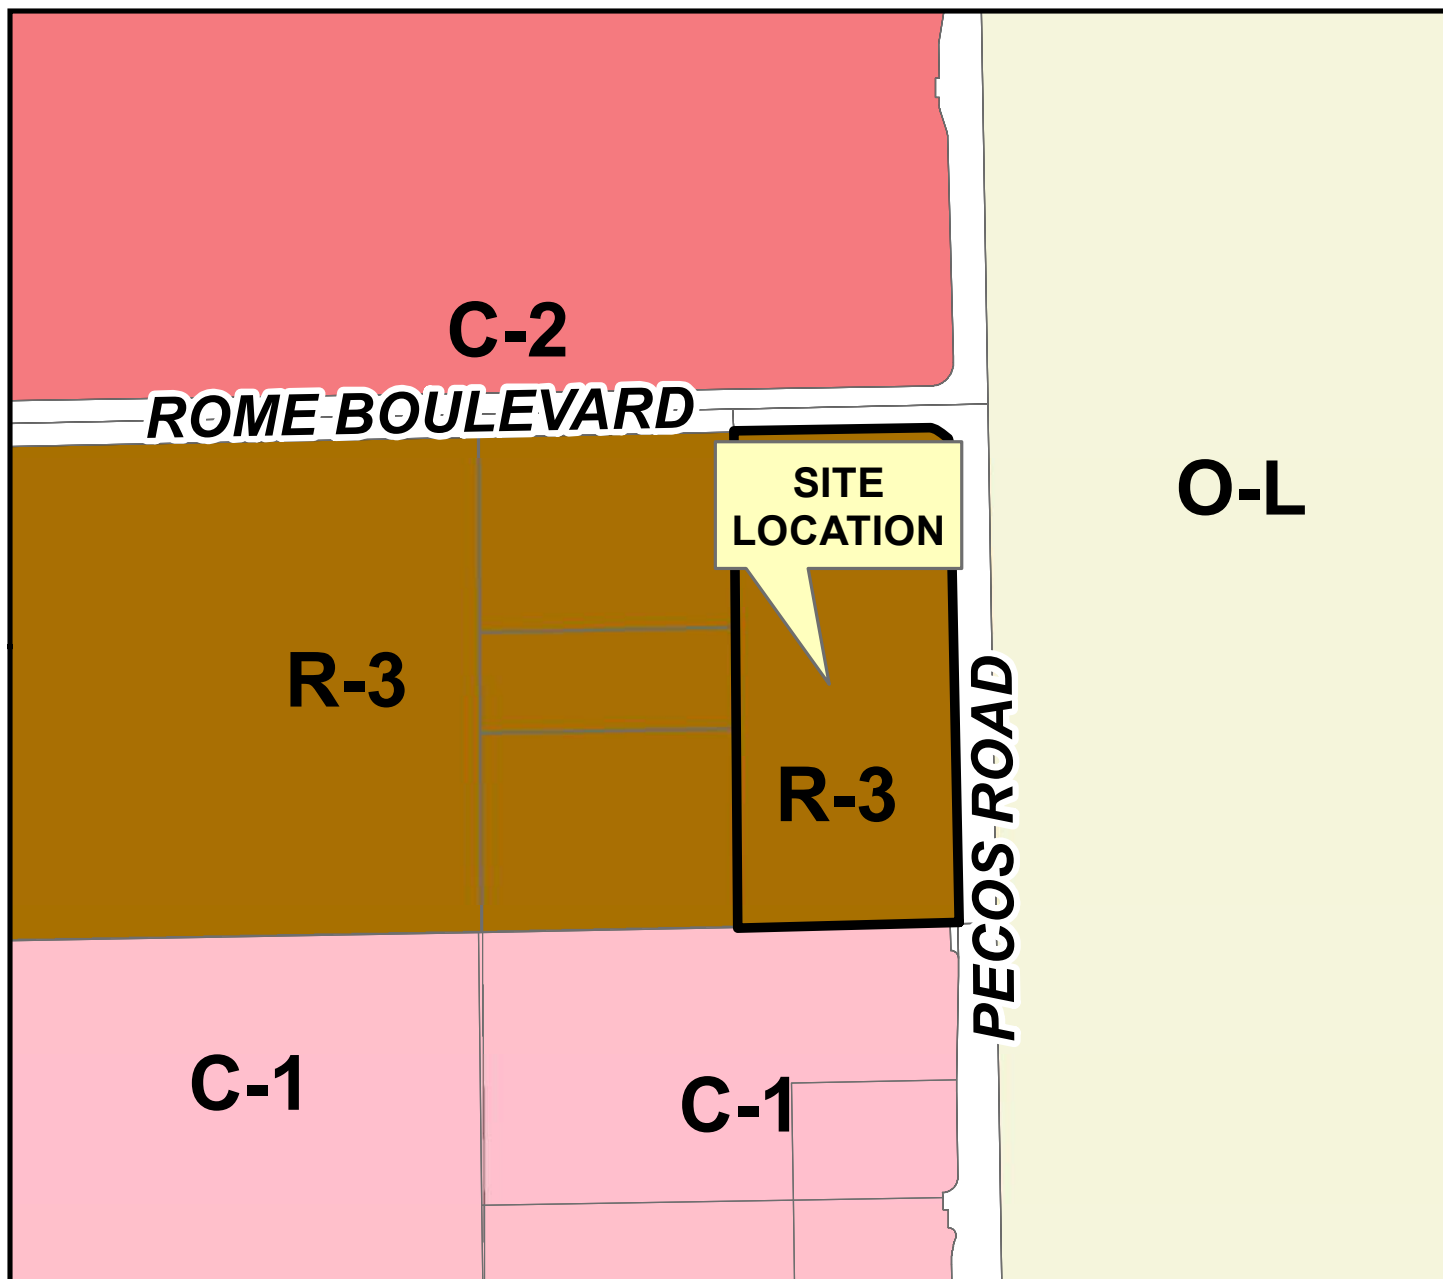 C-2
ROME BOULEVARD
SITE
LOCATION
O-L
R-3
R-3
PECOS ROAD
C-1
C-1